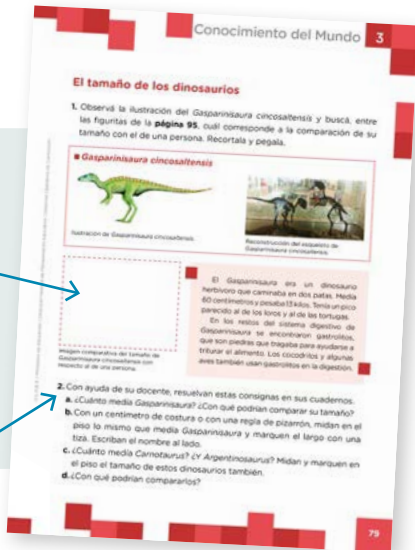 Conocimiento del Mundo 3
El tamaño de los dinosaurios
1. Observá la ilustración del Gasparinisaura cincosaltensis y buscá, entre
las figuritas de la página 95, cuál corresponde a la comparación de su
tamaño con el de una persona. Recortala y pegala.
Gasparinisaura cincosaltensis
Ilustración de Gasparinisaura cincosaltensis.
Reconstrucción del esqueleto de
Gasparinisaura cincosaltensis.
Imagen comparativa del tamaño de
Gasparinisaura cincosaltensis con
respecto al de una persona.
El Gasparinisaura era un dinosaurio
herbívoro que caminaba en dos patas. Medía
60 centímetros y pesaba 13 kilos. Tenía un pico
parecido al de los loros y al de las tortugas.
En los restos del sistema digestivo de
Gasparinisaura se encontraron gastrolitos,
que son piedras que tragaba para ayudarse a
triturar el alimento. Los cocodrilos y algunas
aves también usan gastrolitos en la digestión.
2. Con ayuda de su docente, resuelvan estas consignas en sus cuadernos.
a. ¿Cuánto medía Gasparinisaura? ¿Con qué podrían comparar su tamaño?
b. Con un centímetro de costura o con una regla de pizarrón, midan en el
piso lo mismo que medía Gasparinisaura y marquen el largo con una
tiza. Escriban el nombre al lado.
c. ¿Cuánto medía Carnotaurus? ¿Y Argentinosaurus? Midan y marquen en
el piso el tamaño de estos dinosaurios también.
d. ¿Con qué podrían compararlos?
79